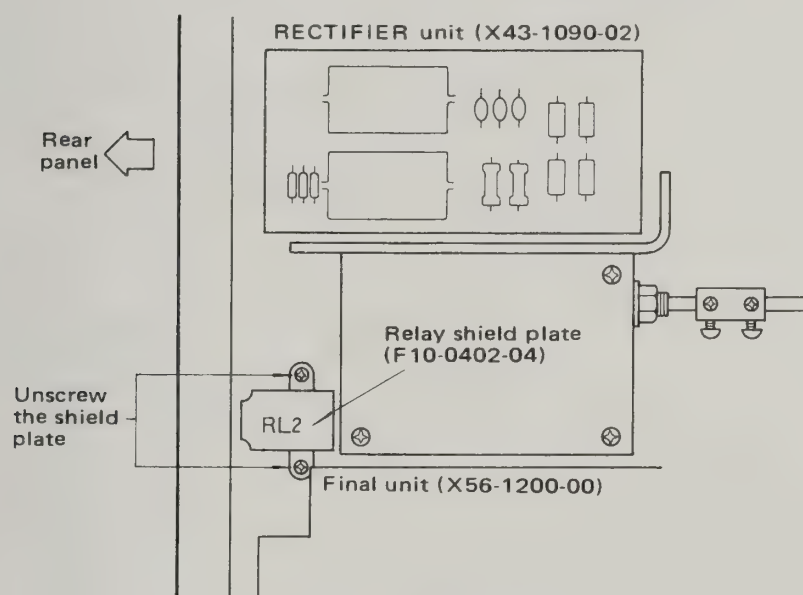 RECTIFIER unit (X43-1090-02)
Rear
panel
Relay shield plate
(F10-0402-04)
Unscrew
the shield
plate
RL2
Final unit (X56-1200-00)